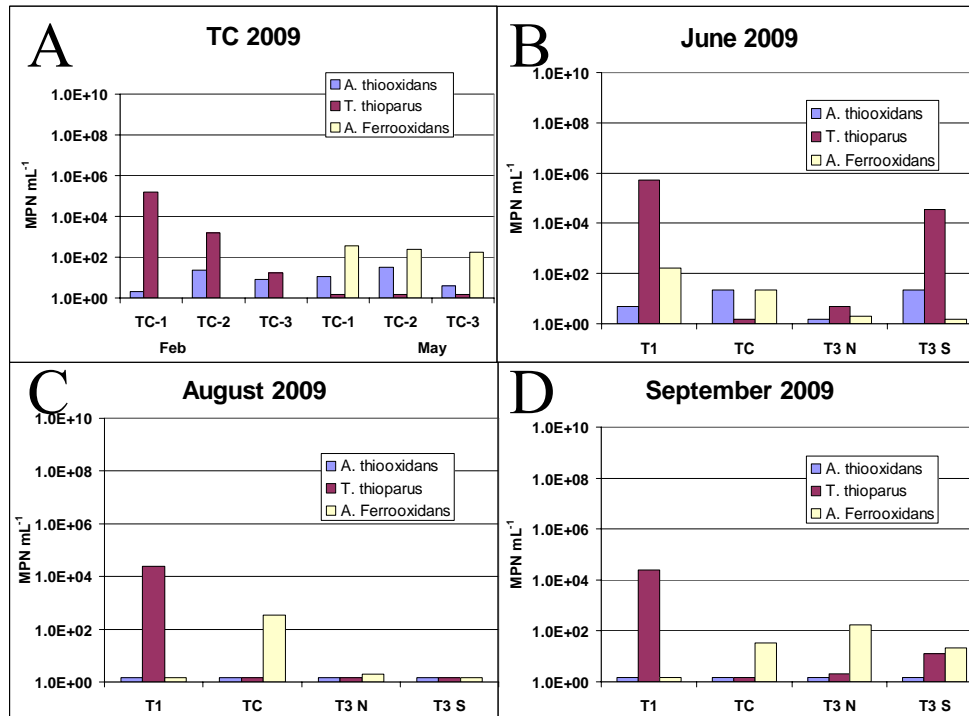 A
TC 2009
A. thiooxidans
T. thioparus
A. Ferrooxidans
MPN mL-1
1.0E+10
1.0E+08
1.0E+06
1.0E+04
1.0E+02
1.0E+00
TC-1 TC-2 TC-3 TC-1 TC-2 TC-3
Feb May
B
June 2009
A. thiooxidans
T. thioparus
A. Ferrooxidans
MPN mL-1
1.0E+10
1.0E+08
1.0E+06
1.0E+04
1.0E+02
1.0E+00
T1 TC T3 N T3 S
C
August 2009
A. thiooxidans
T. thioparus
A. Ferrooxidans
MPN mL-1
1.0E+10
1.0E+08
1.0E+06
1.0E+04
1.0E+02
1.0E+00
T1 TC T3 N T3 S
D
September 2009
A. thiooxidans
T. thioparus
A. Ferrooxidans
MPN mL-1
1.0E+10
1.0E+08
1.0E+06
1.0E+04
1.0E+02
1.0E+00
T1 TC T3 N T3 S